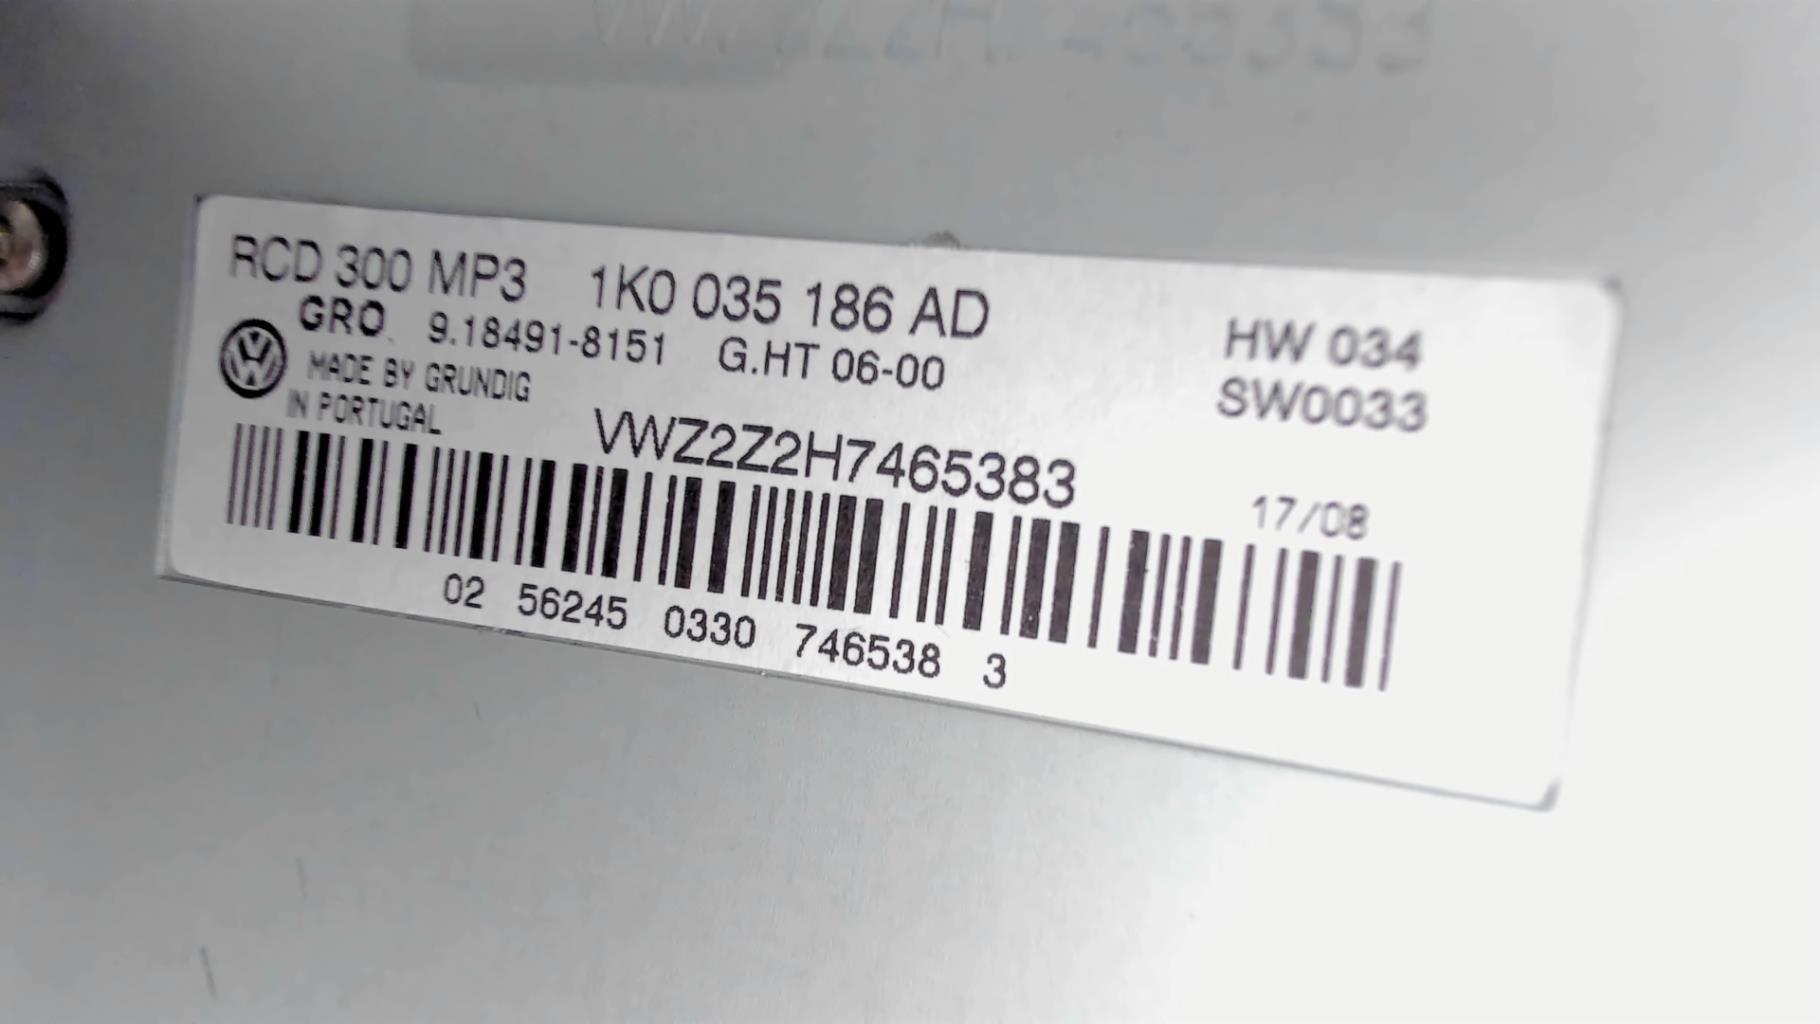 RCD 300 MP3 1K0 035 186 AD
GRO. 9.18491-8151 G.HT 06-00
HW 034
SW0033
MADE BY GRUNDIG
IN PORTUGAL
VWZ2Z2H7465383
17/08
02 56245 0330 746538 3